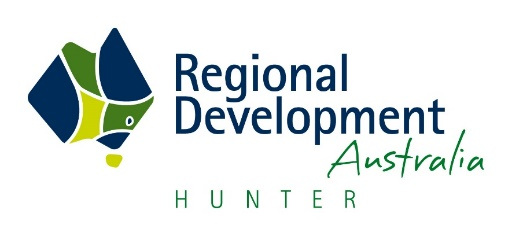 Regional
Development
Australia
HUNTER